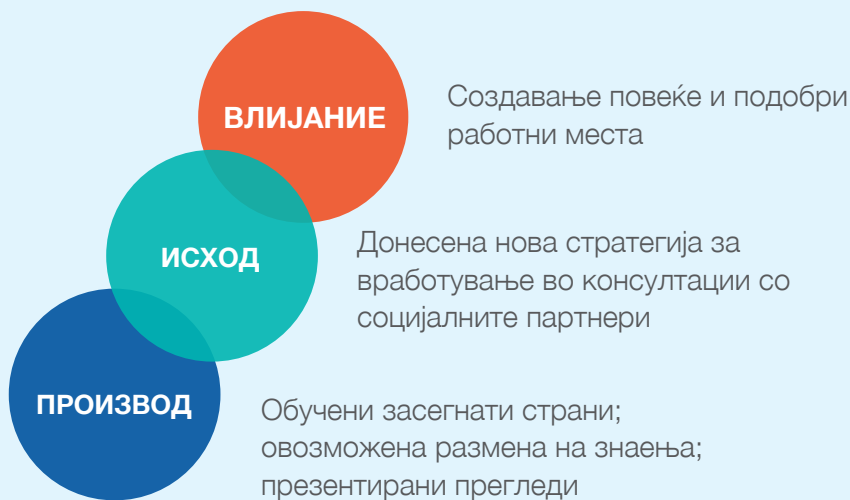 ВЛИЈАНИЕ
Создавање повеќе и подобри
работни места
ИСХОД
Донесена нова стратегија за
вработување во консултации со
социјалните партнери
ПРОИЗВОД
Обучени засегнати страни;
овозможена размена на знаења;
презентирани прегледи